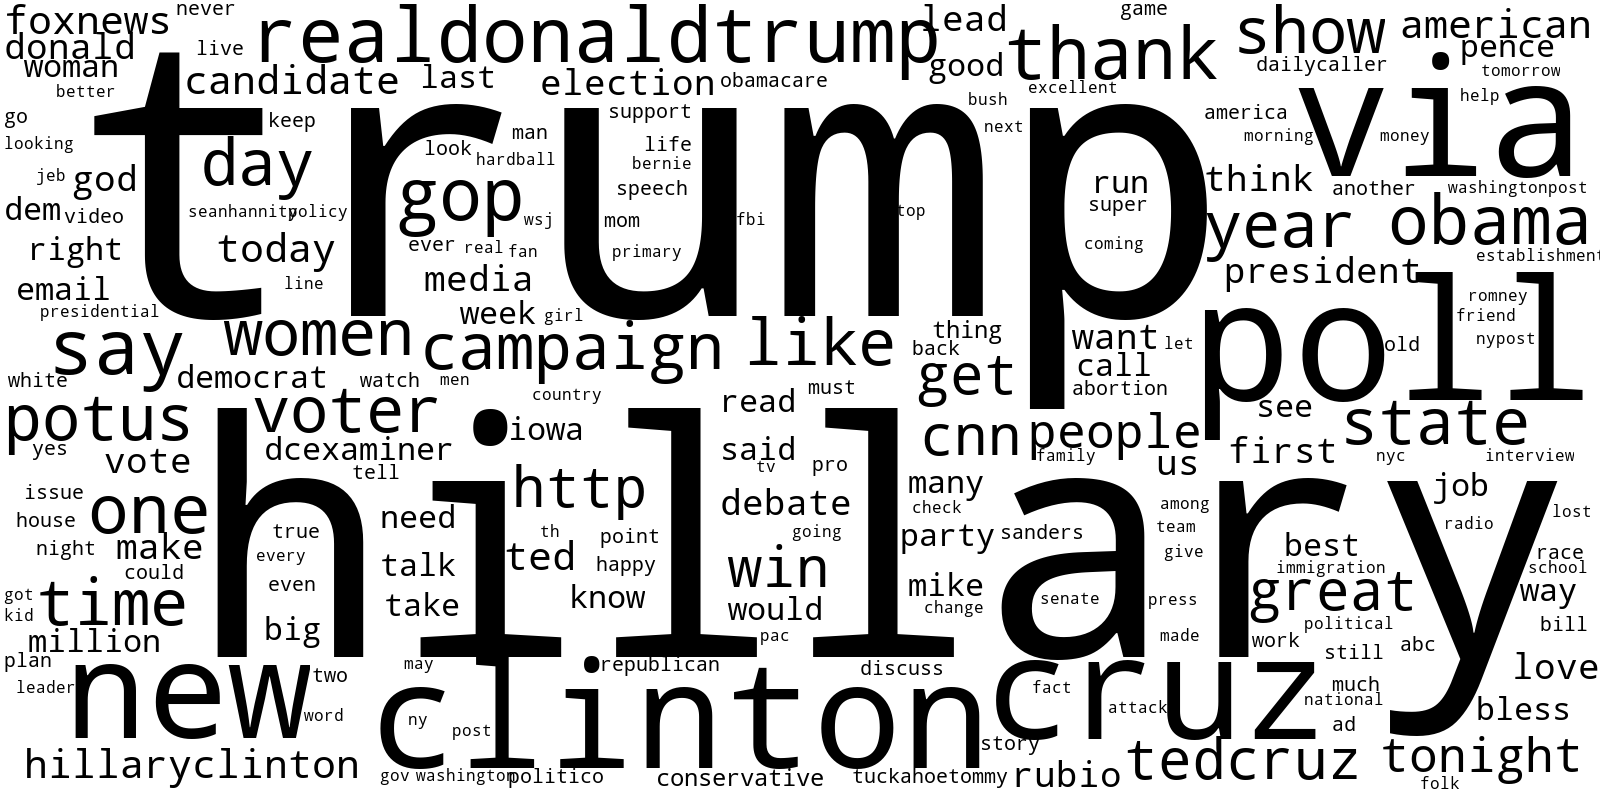 foxnews never realdonaldtrump lead game show american
donald live thank pence
woman candidate last election obamacare good dailycaller tomorrow
better trump support bush excellent via help
go keep man next america
looking day look hardball life morning money
jeb god gop bernie run think another washingtonpost
dem video seanhannity policy wsj speech mom fbi top super year obama
right today ever real fan primary coming establishment
email line media president
presidential week girl poll romney
say women campaign like thing want let friend
white democrat watch men back get call old nypost
potus voter country read must abortion see state
yes iowa cnn people
vote dcexaminer said family us first nyc interview
issue tell http tv pro many job
house one hillary need debate check among radio lost
night make true th point going party sanders team
could every talk ted happy win mike give best race
got time even take know would change senate press immigration school
kid big great way
million pac made work political bill
plan new two may republican discuss still abc
leader clinton cruz fact much love
word ny post attack national bless
story ad
hillaryclinton gov washington politico conservative tuckahoetommy rubio tedcruz tonight
folk